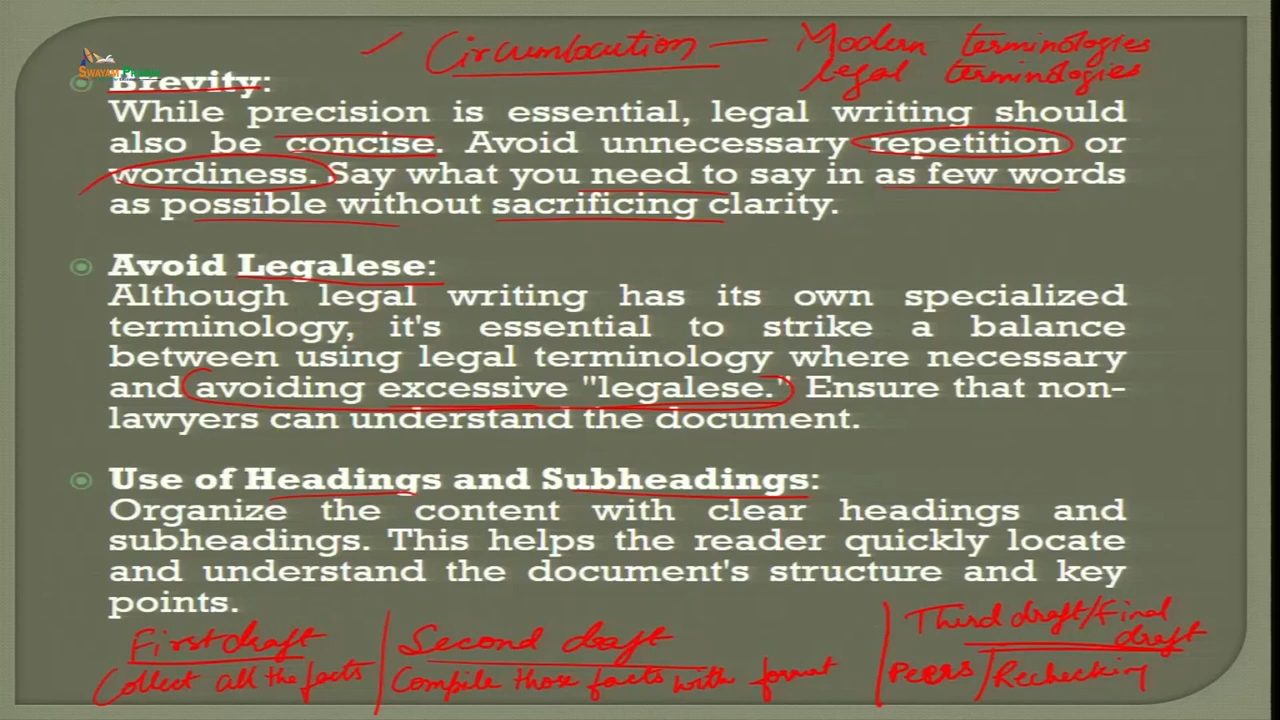 Circumlocution — Modern terminologies
legal terminologies
SWAYAM PRABHA
Brevity:
While precision is essential, legal writing should
also be concise. Avoid unnecessary repetition or
wordiness. Say what you need to say in as few words
as possible without sacrificing clarity.
Avoid Legalese:
Although legal writing has its own specialized
terminology, it's essential to strike a balance
between using legal terminology where necessary
and avoiding excessive "legalese." Ensure that non-
lawyers can understand the document.
Use of Headings and Subheadings:
Organize the content with clear headings and
subheadings. This helps the reader quickly locate
and understand the document's structure and key
points.
First draft
Collect all the facts
Second draft
Compile those facts with format
Third draft/Final
draft
Peers/Rechecking